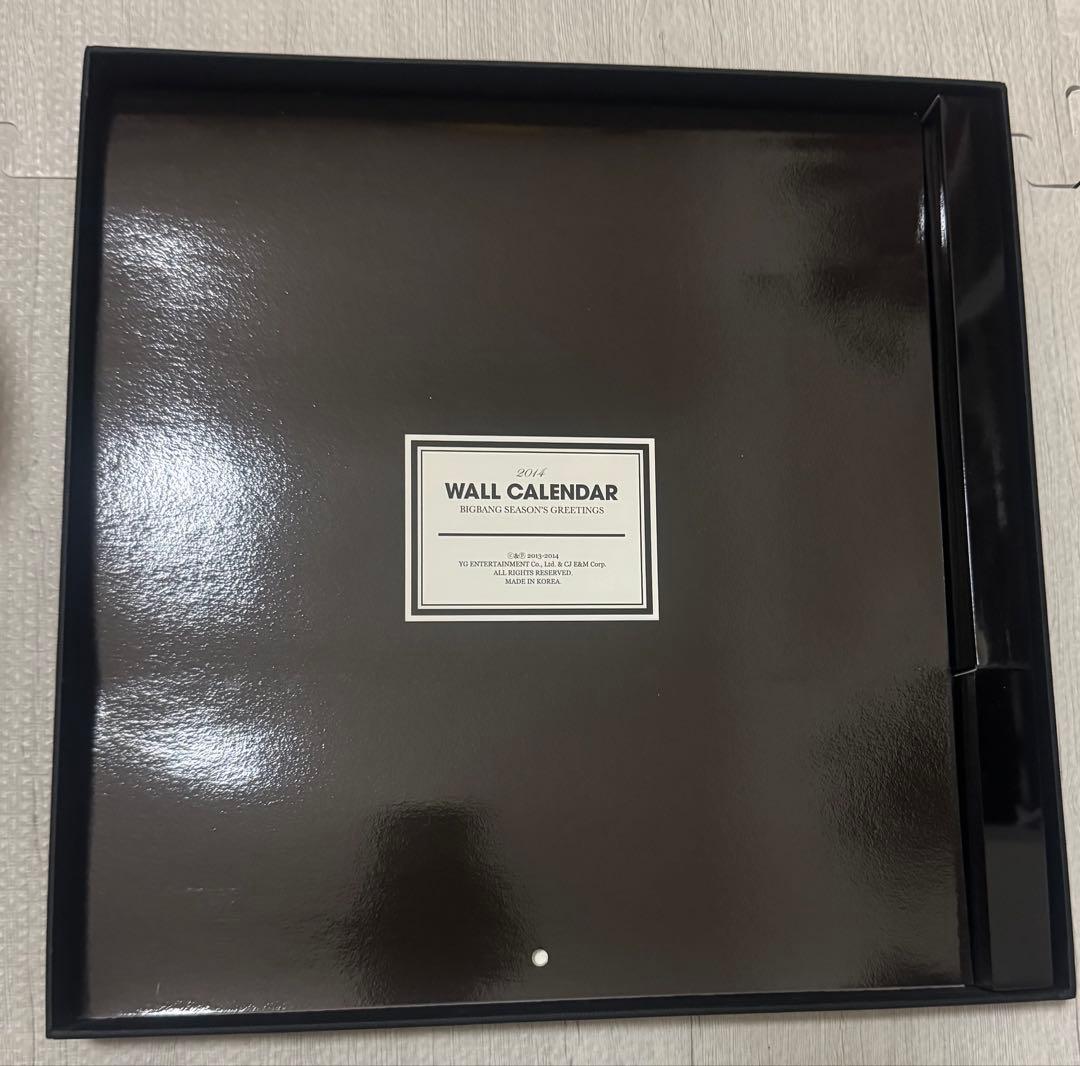 2014
WALL CALENDAR
BIGBANG SEASON'S GREETINGS
Ⓒ&Ⓟ 2013-2014
YG ENTERTAINMENT Co., Ltd. & CJ E&M Corp.
ALL RIGHTS RESERVED.
MADE IN KOREA.